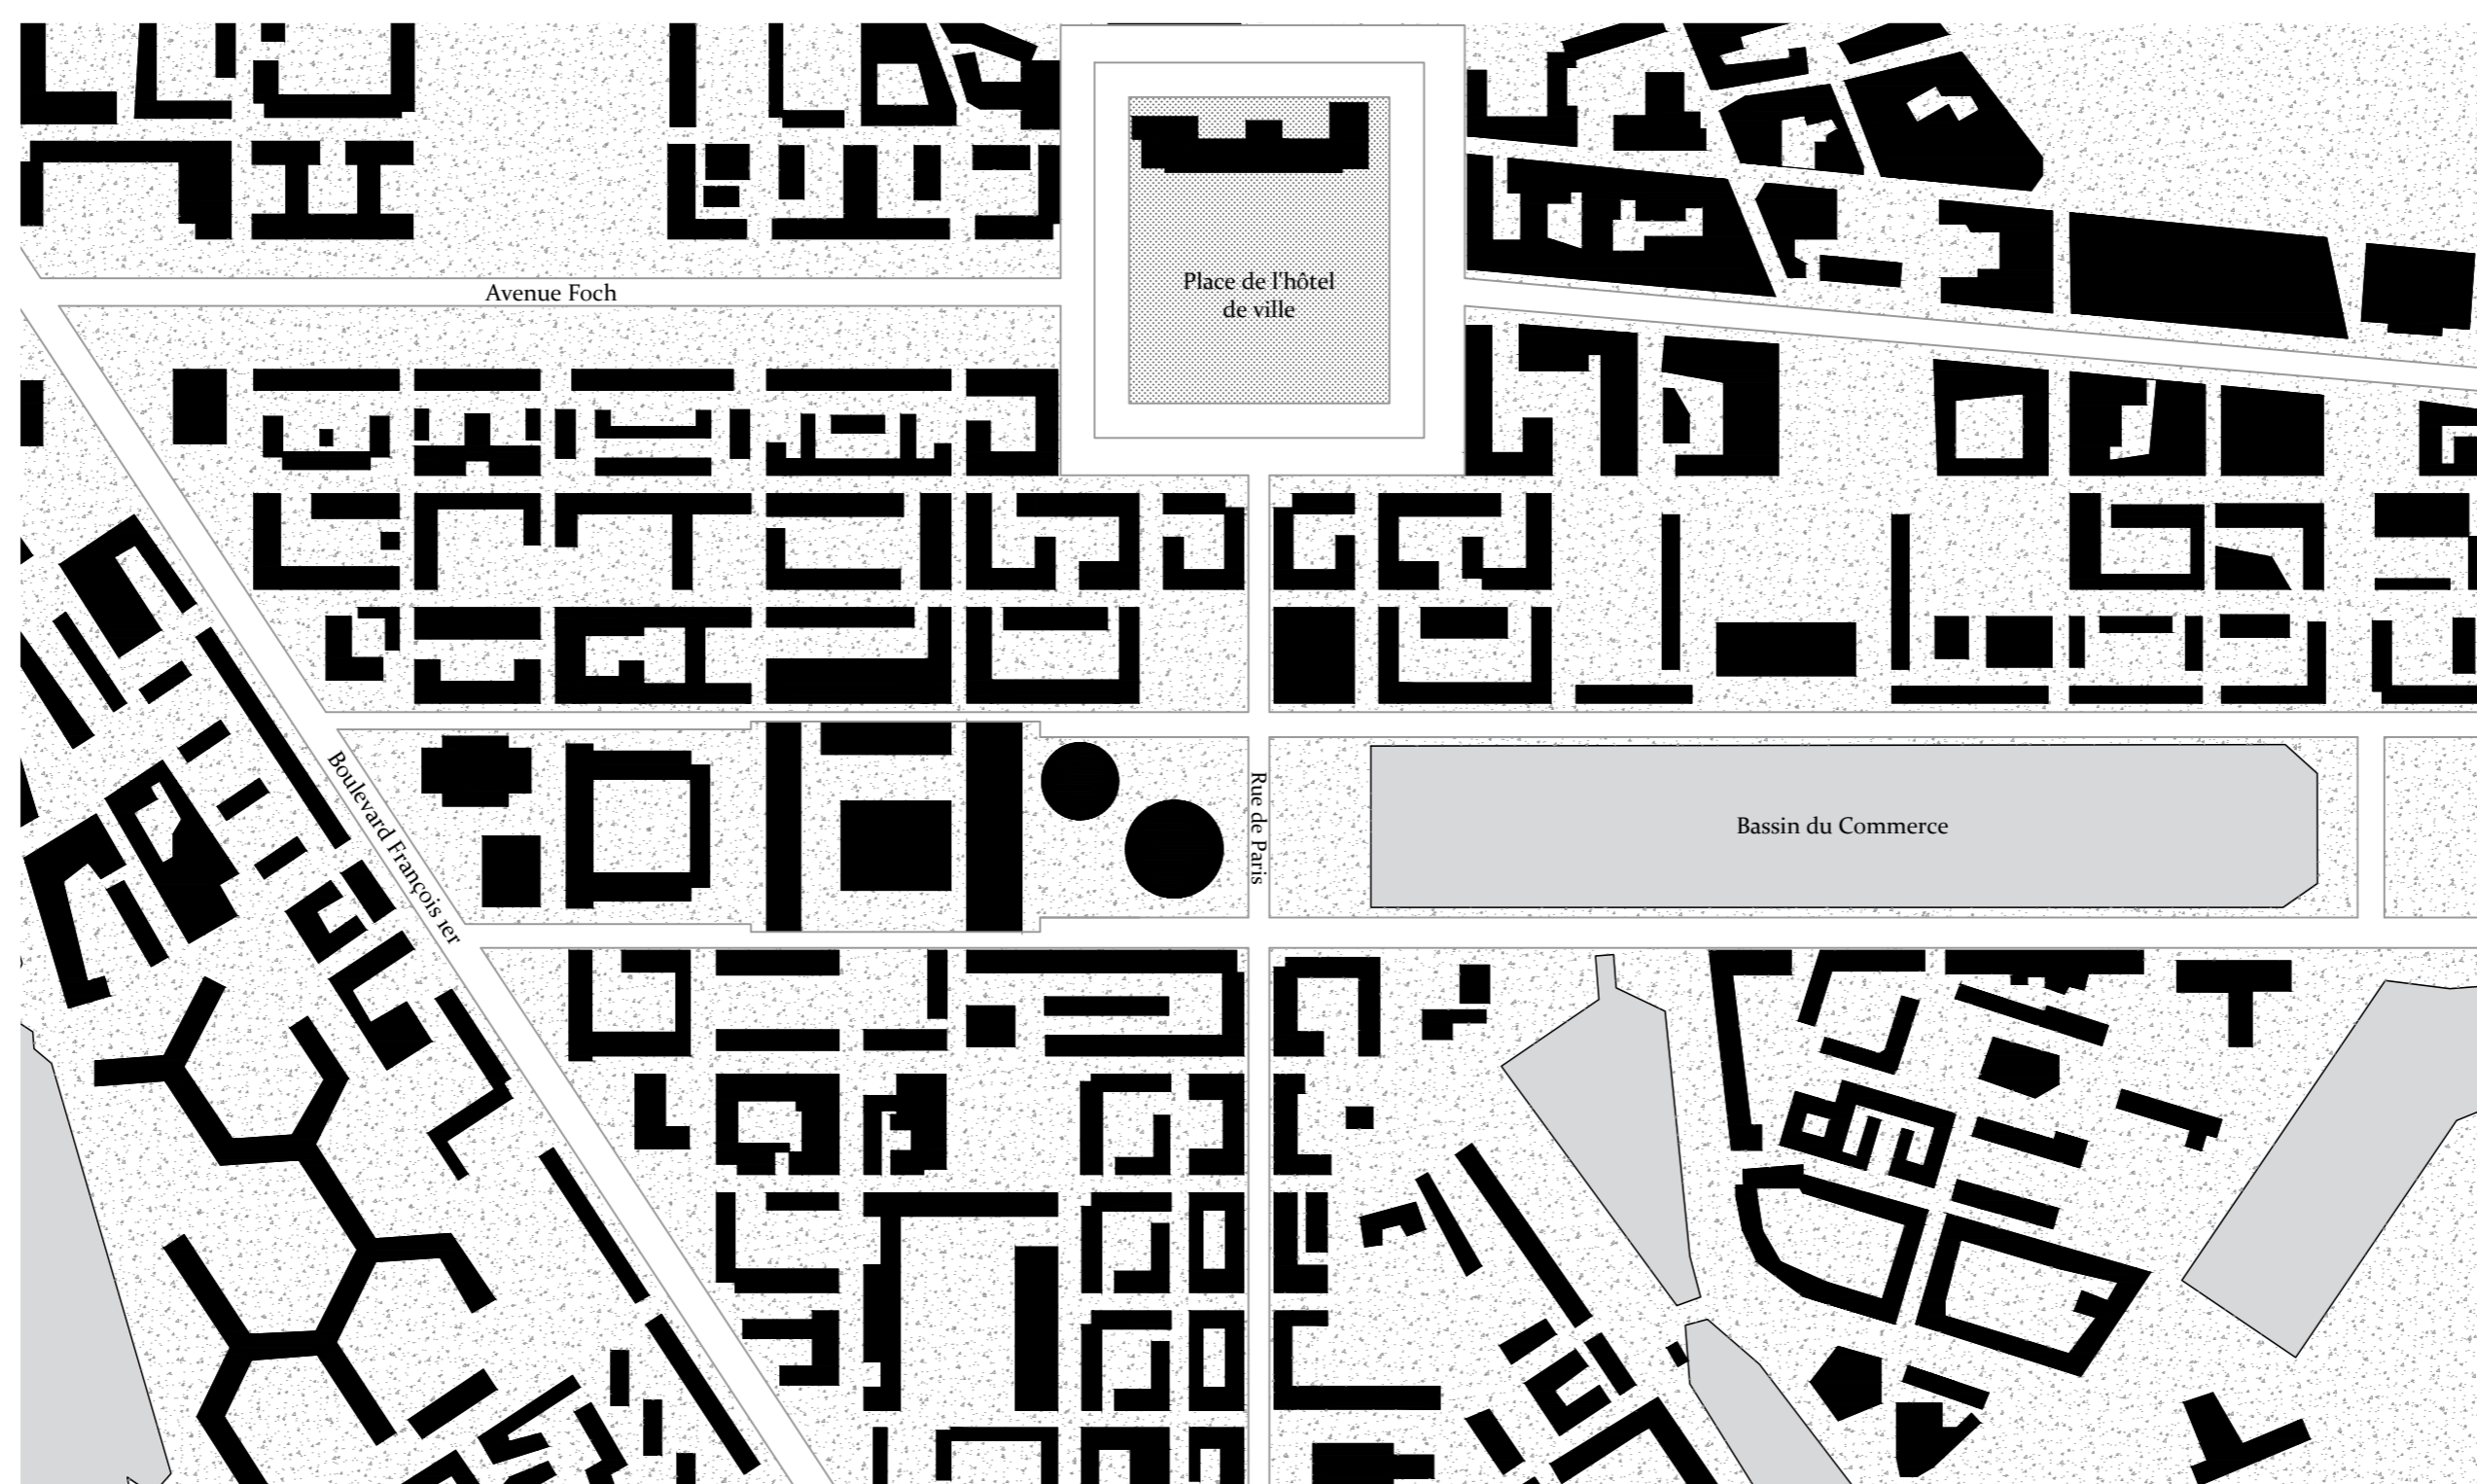 Place de l'hôtel
de ville
Avenue Foch
Boulevard François 1er
Rue de Paris
Bassin du Commerce